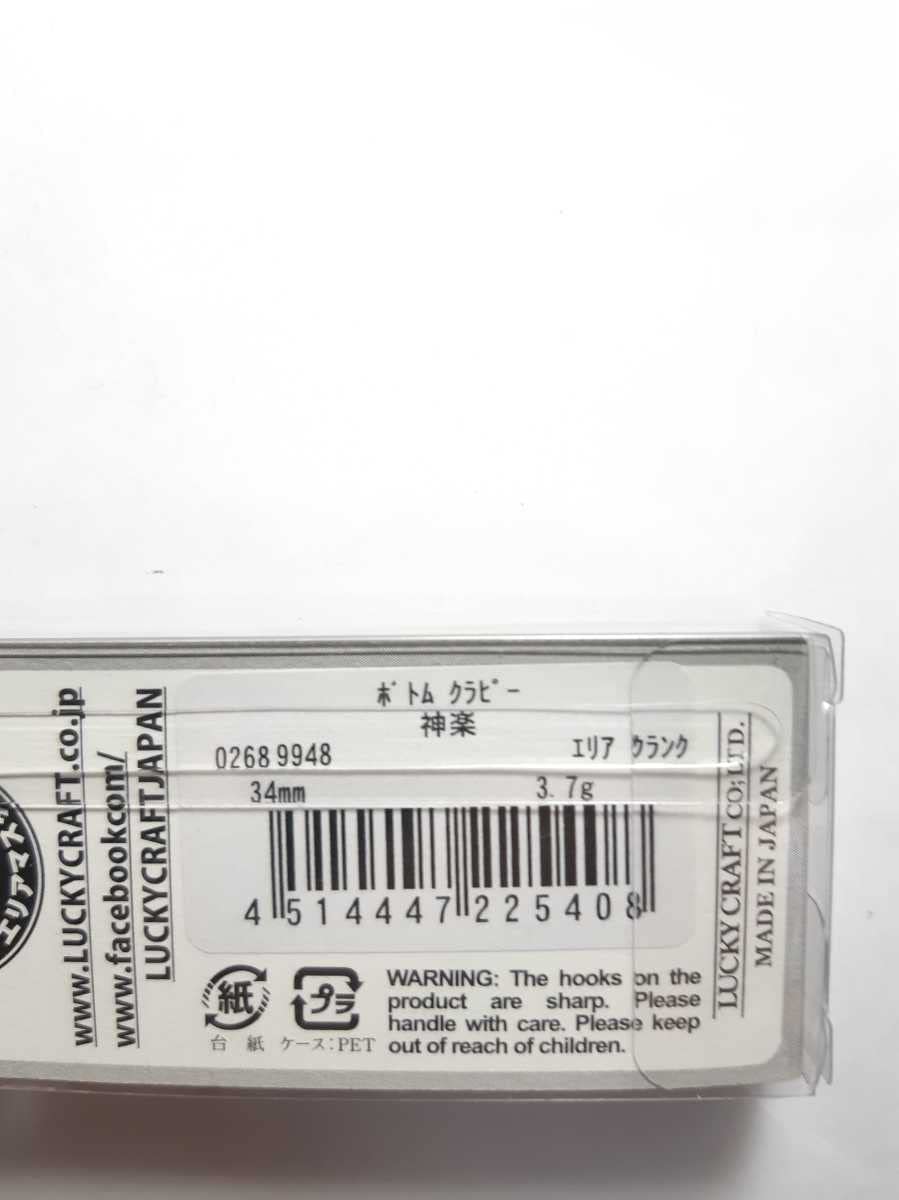 www.LUCKYCRAFT.co.jp
www.facebook.com/
LUCKYCRAFTJAPAN
ﾎﾞﾄﾑ ｸﾗﾋﾟｰ
神楽
0268 9948 ｴﾘｱ ｸﾗﾝｸ
34mm 3.7g
4 514447 225408
紙
台紙
プラ
ケース:PET
WARNING: The hooks on the
product are sharp. Please
handle with care. Please keep
out of reach of children.
LUCKY CRAFT CO.,LTD.
MADE IN JAPAN